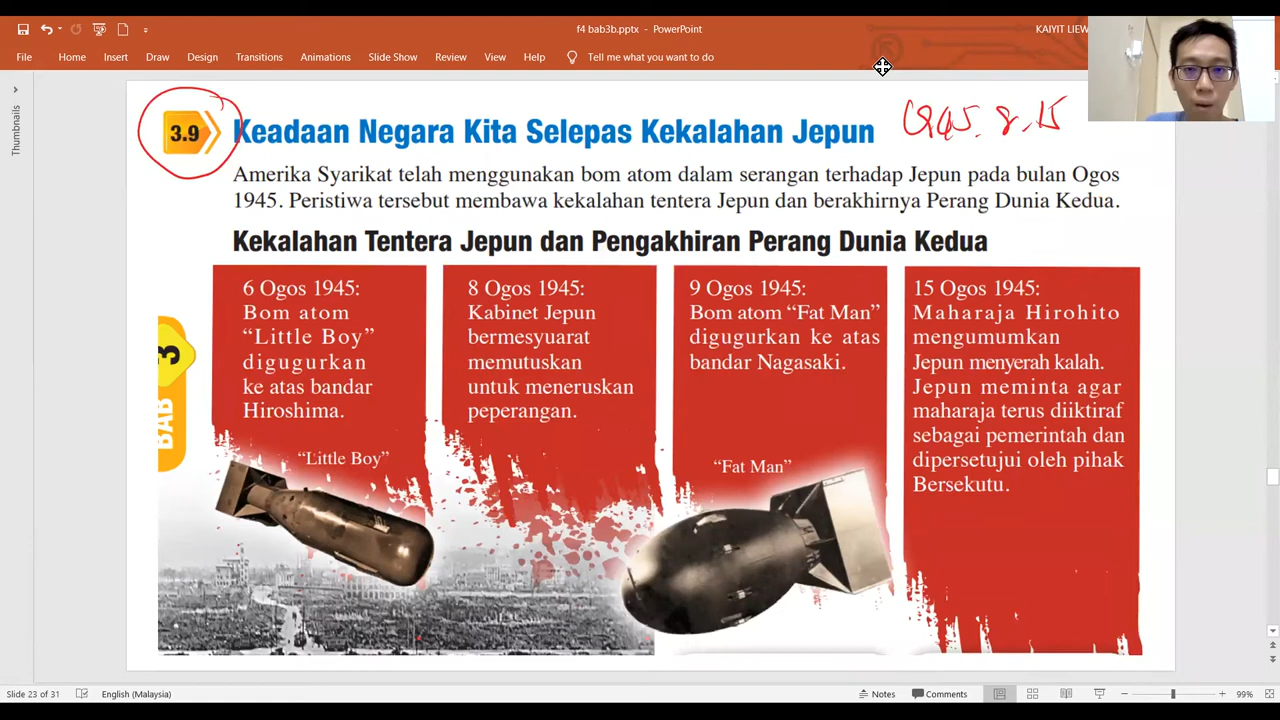 f4 bab3b.pptx - PowerPoint
KAIYIT LIEW
File Home Insert Draw Design Transitions Animations Slide Show Review View Help Tell me what you want to do
Thumbnails
3.9 Keadaan Negara Kita Selepas Kekalahan Jepun
1945. 8. 15
Amerika Syarikat telah menggunakan bom atom dalam serangan terhadap Jepun pada bulan Ogos
1945. Peristiwa tersebut membawa kekalahan tentera Jepun dan berakhirnya Perang Dunia Kedua.
Kekalahan Tentera Jepun dan Pengakhiran Perang Dunia Kedua
6 Ogos 1945:
Bom atom
“Little Boy”
digugurkan
ke atas bandar
Hiroshima.
“Little Boy”
8 Ogos 1945:
Kabinet Jepun
bermesyuarat
memutuskan
untuk meneruskan
peperangan.
9 Ogos 1945:
Bom atom “Fat Man”
digugurkan ke atas
bandar Nagasaki.
“Fat Man”
15 Ogos 1945:
Maharaja Hirohito
mengumumkan
Jepun menyerah kalah.
Jepun meminta agar
maharaja terus diiktiraf
sebagai pemerintah dan
dipersetujui oleh pihak
Bersekutu.
BAB 3
Slide 23 of 31 English (Malaysia) Notes Comments 99%